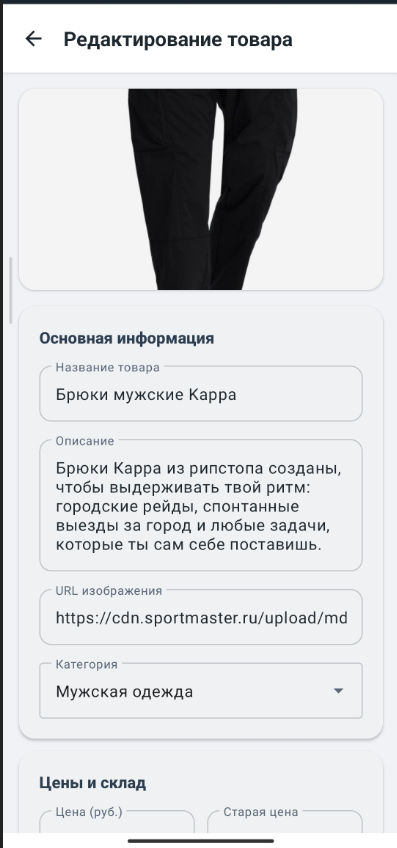 Редактирование товара
Основная информация
Название товара
Брюки мужские Kappa
Описание
Брюки Kappa из рипстопа созданы,
чтобы выдерживать твой ритм:
городские рейды, спонтанные
выезды за город и любые задачи,
которые ты сам себе поставишь.
URL изображения
https://cdn.sportmaster.ru/upload/md
Категория
Мужская одежда
Цены и склад
Цена (руб.)
Старая цена